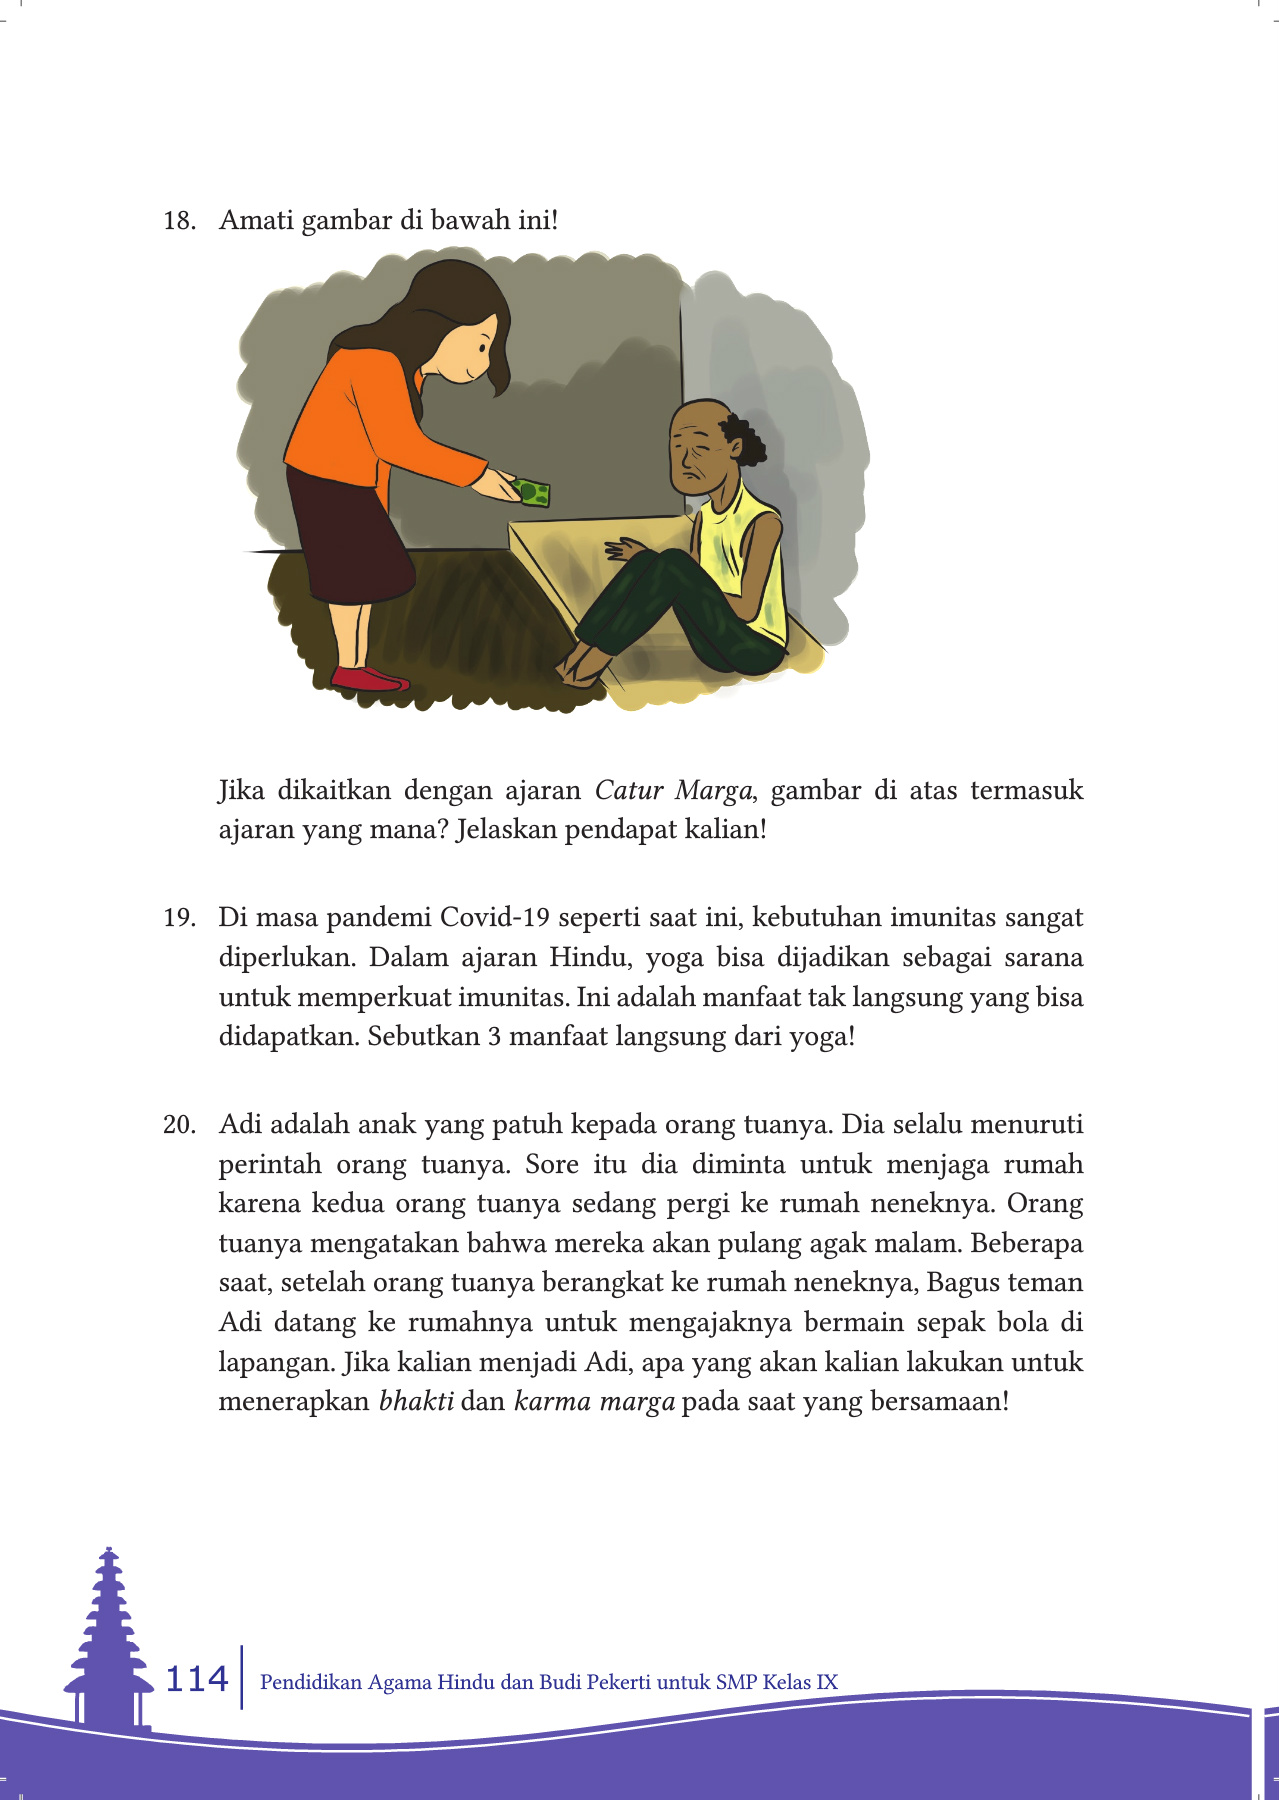 18. Amati gambar di bawah ini!
Jika dikaitkan dengan ajaran Catur Marga, gambar di atas termasuk
ajaran yang mana? Jelaskan pendapat kalian!
19. Di masa pandemi Covid-19 seperti saat ini, kebutuhan imunitas sangat
diperlukan. Dalam ajaran Hindu, yoga bisa dijadikan sebagai sarana
untuk memperkuat imunitas. Ini adalah manfaat tak langsung yang bisa
didapatkan. Sebutkan 3 manfaat langsung dari yoga!
20. Adi adalah anak yang patuh kepada orang tuanya. Dia selalu menuruti
perintah orang tuanya. Sore itu dia diminta untuk menjaga rumah
karena kedua orang tuanya sedang pergi ke rumah neneknya. Orang
tuanya mengatakan bahwa mereka akan pulang agak malam. Beberapa
saat, setelah orang tuanya berangkat ke rumah neneknya, Bagus teman
Adi datang ke rumahnya untuk mengajaknya bermain sepak bola di
lapangan. Jika kalian menjadi Adi, apa yang akan kalian lakukan untuk
menerapkan bhakti dan karma marga pada saat yang bersamaan!
114 Pendidikan Agama Hindu dan Budi Pekerti untuk SMP Kelas IX